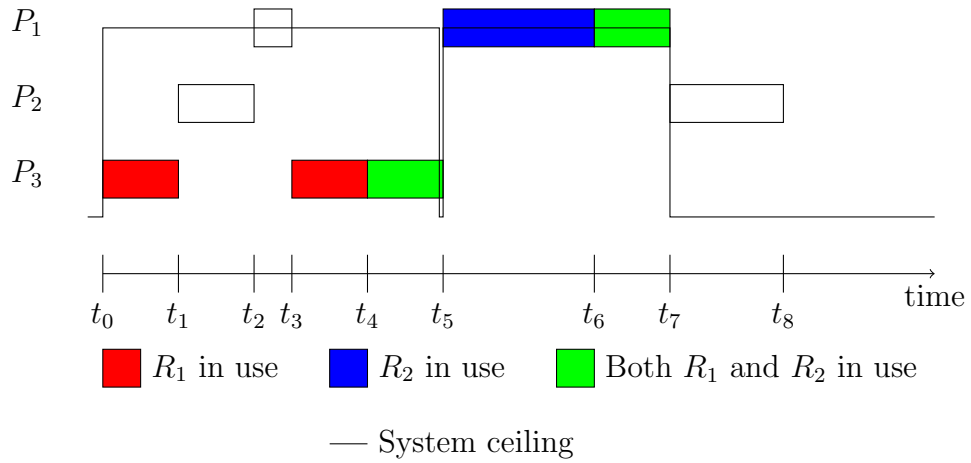 P1
P2
P3
t0 t1 t2 t3 t4 t5 t6 t7 t8
time
R1 in use R2 in use Both R1 and R2 in use
System ceiling